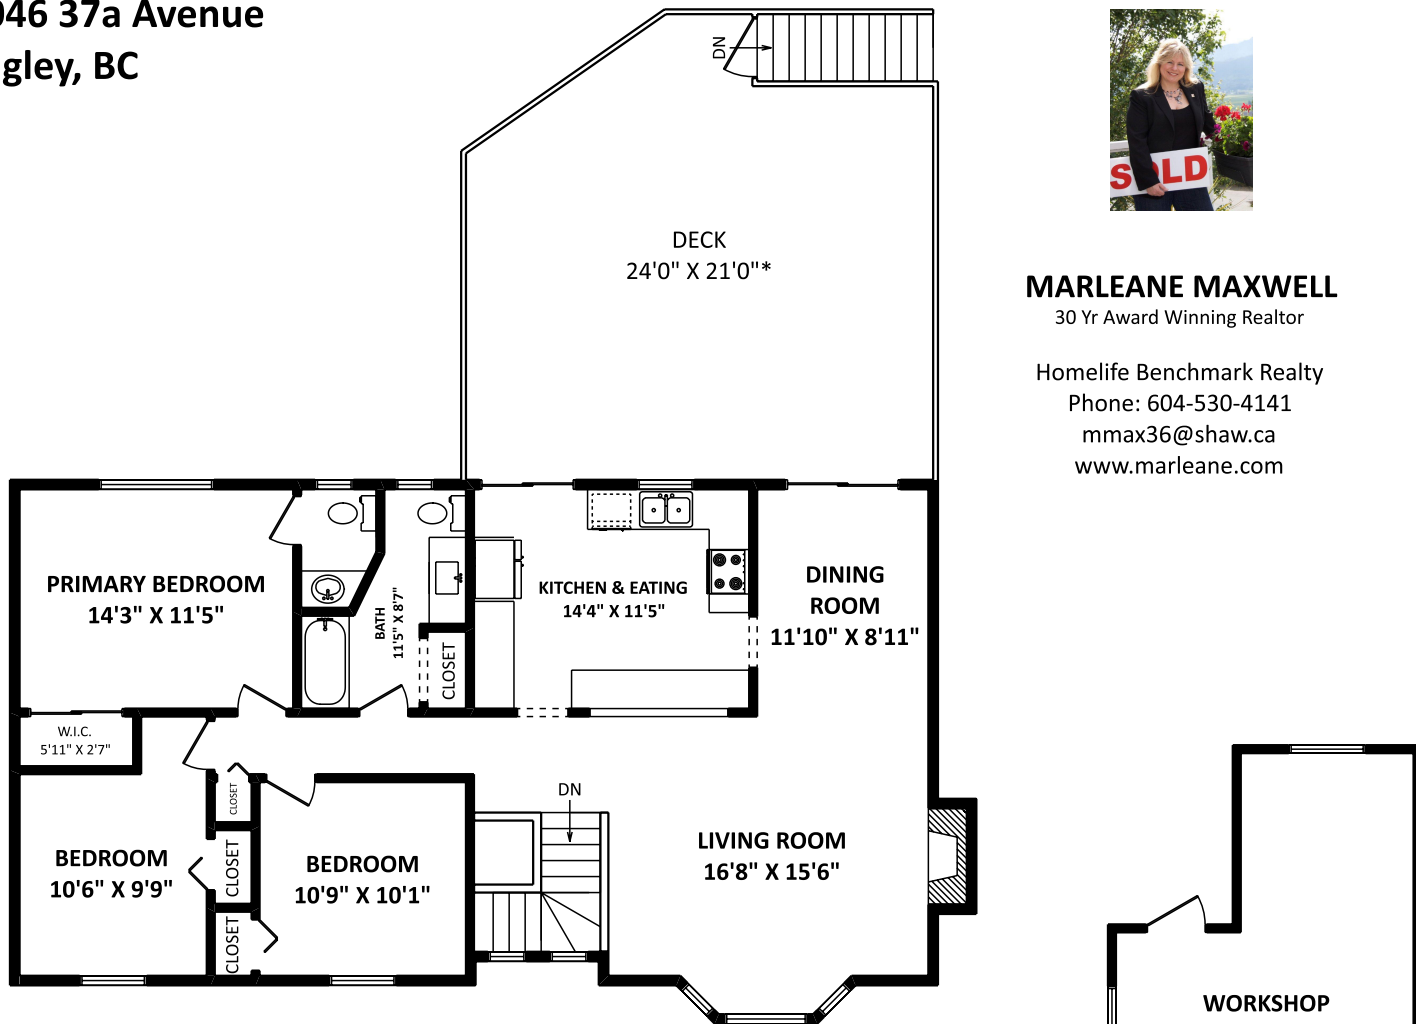 046 37a Avenue
gley, BC
DN
DECK
24'0" X 21'0"*
SOLD
MARLEANE MAXWELL
30 Yr Award Winning Realtor
Homelife Benchmark Realty
Phone: 604-530-4141
mmax36@shaw.ca
www.marleane.com
PRIMARY BEDROOM
14'3" X 11'5"
BATH
11'5" X 8'7"
CLOSET
KITCHEN & EATING
14'4" X 11'5"
DINING
ROOM
11'10" X 8'11"
W.I.C.
5'11" X 2'7"
CLOSET
DN
BEDROOM
10'6" X 9'9"
CLOSET
BEDROOM
10'9" X 10'1"
CLOSET
LIVING ROOM
16'8" X 15'6"
WORKSHOP